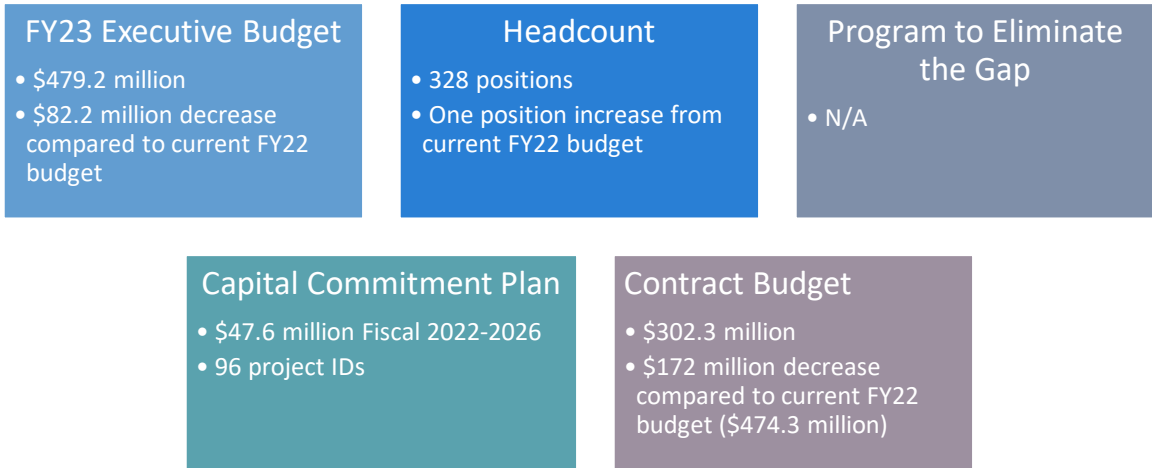 FY23 Executive Budget
• $479.2 million
• $82.2 million decrease
compared to current FY22
budget
Headcount
• 328 positions
• One position increase from
current FY22 budget
Program to Eliminate
the Gap
• N/A
Capital Commitment Plan
• $47.6 million Fiscal 2022-2026
• 96 project IDs
Contract Budget
• $302.3 million
• $172 million decrease
compared to current FY22
budget ($474.3 million)